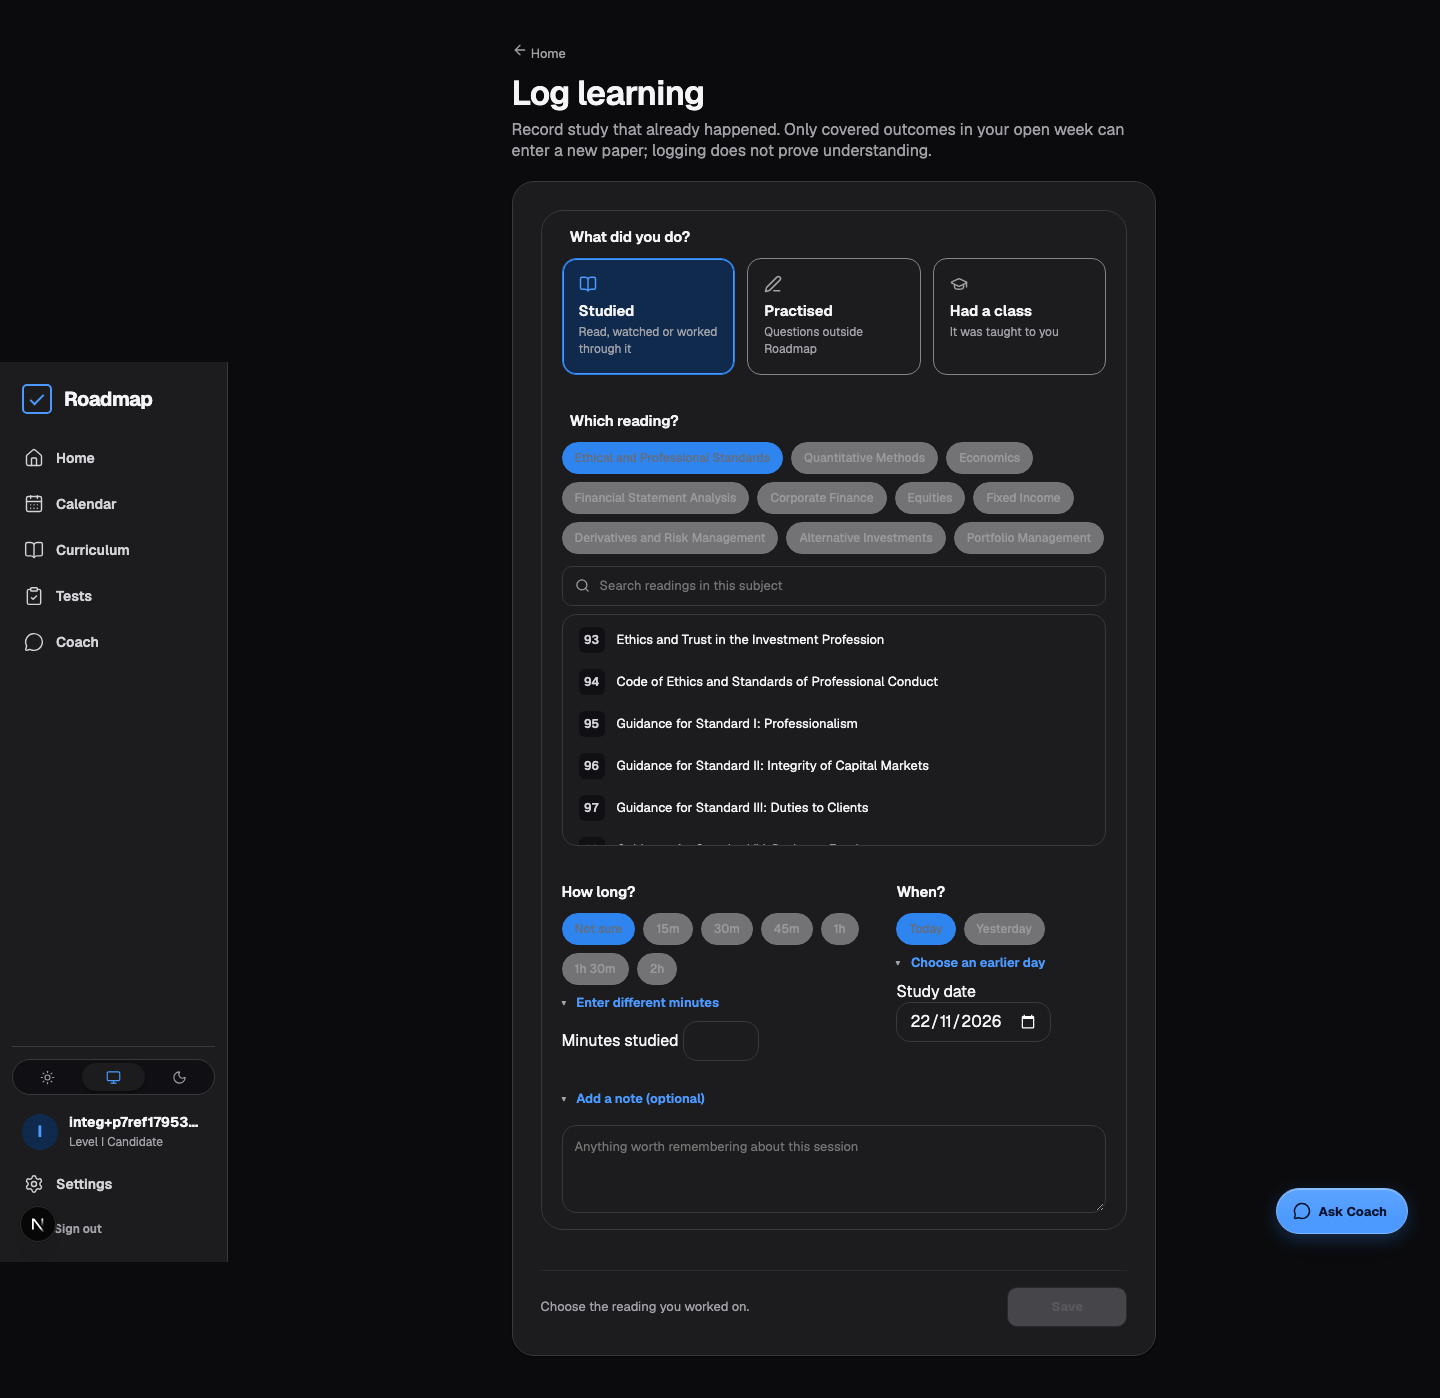 Home
Log learning
Record study that already happened. Only covered outcomes in your open week can
enter a new paper; logging does not prove understanding.
What did you do?
Studied
Read, watched or worked
through it
Practised
Questions outside
Roadmap
Had a class
It was taught to you
Which reading?
Ethical and Professional Standards
Quantitative Methods
Economics
Financial Statement Analysis
Corporate Finance
Equities
Fixed Income
Derivatives and Risk Management
Alternative Investments
Portfolio Management
Search readings in this subject
93 Ethics and Trust in the Investment Profession
94 Code of Ethics and Standards of Professional Conduct
95 Guidance for Standard I: Professionalism
96 Guidance for Standard II: Integrity of Capital Markets
97 Guidance for Standard III: Duties to Clients
How long?
Not sure
15m
30m
45m
1h
1h 30m
2h
Enter different minutes
Minutes studied
When?
Today
Yesterday
Choose an earlier day
Study date
22/11/2026
Add a note (optional)
Anything worth remembering about this session
Choose the reading you worked on.
Save
Roadmap
Home
Calendar
Curriculum
Tests
Coach
I
integ+p7ref17953...
Level I Candidate
Settings
N
Sign out
Ask Coach